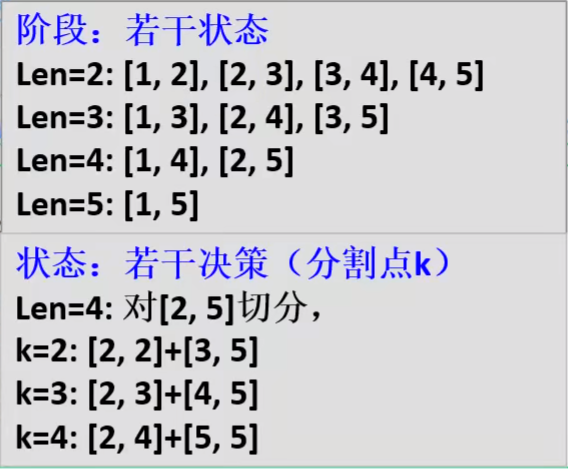 阶段：若干状态
Len=2: [1, 2], [2, 3], [3, 4], [4, 5]
Len=3: [1, 3], [2, 4], [3, 5]
Len=4: [1, 4], [2, 5]
Len=5: [1, 5]
状态：若干决策（分割点k）
Len=4: 对[2, 5]切分，
k=2: [2, 2]+[3, 5]
k=3: [2, 3]+[4, 5]
k=4: [2, 4]+[5, 5]